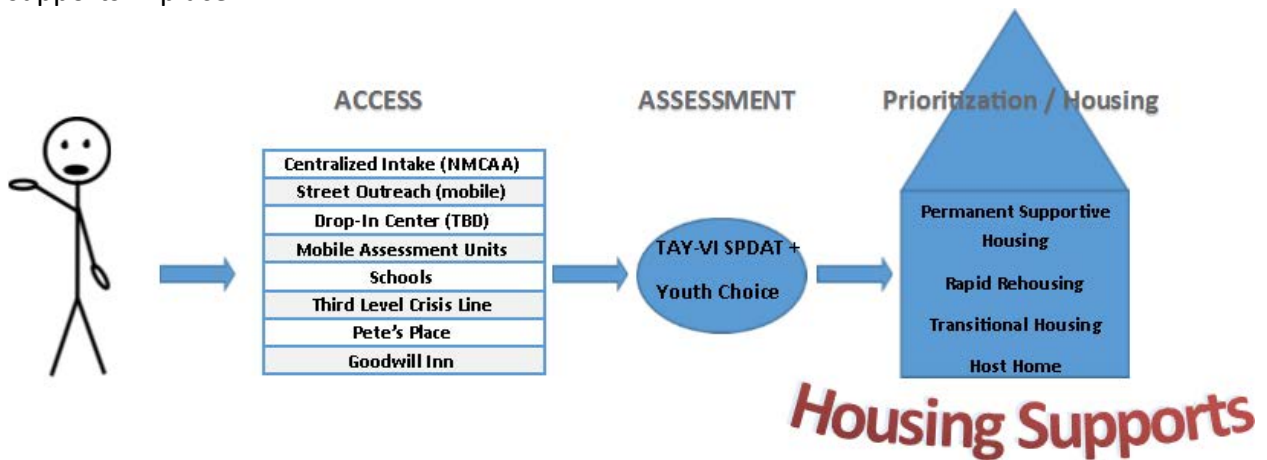 ACCESS
Centralized Intake (NMCAA)
Street Outreach (mobile)
Drop-In Center (TBD)
Mobile Assessment Units
Schools
Third Level Crisis Line
Pete's Place
Goodwill Inn
ASSESSMENT
TAY-VI SPDAT +
Youth Choice
Prioritization / Housing
Permanent Supportive
Housing
Rapid Rehousing
Transitional Housing
Host Home
Housing Supports